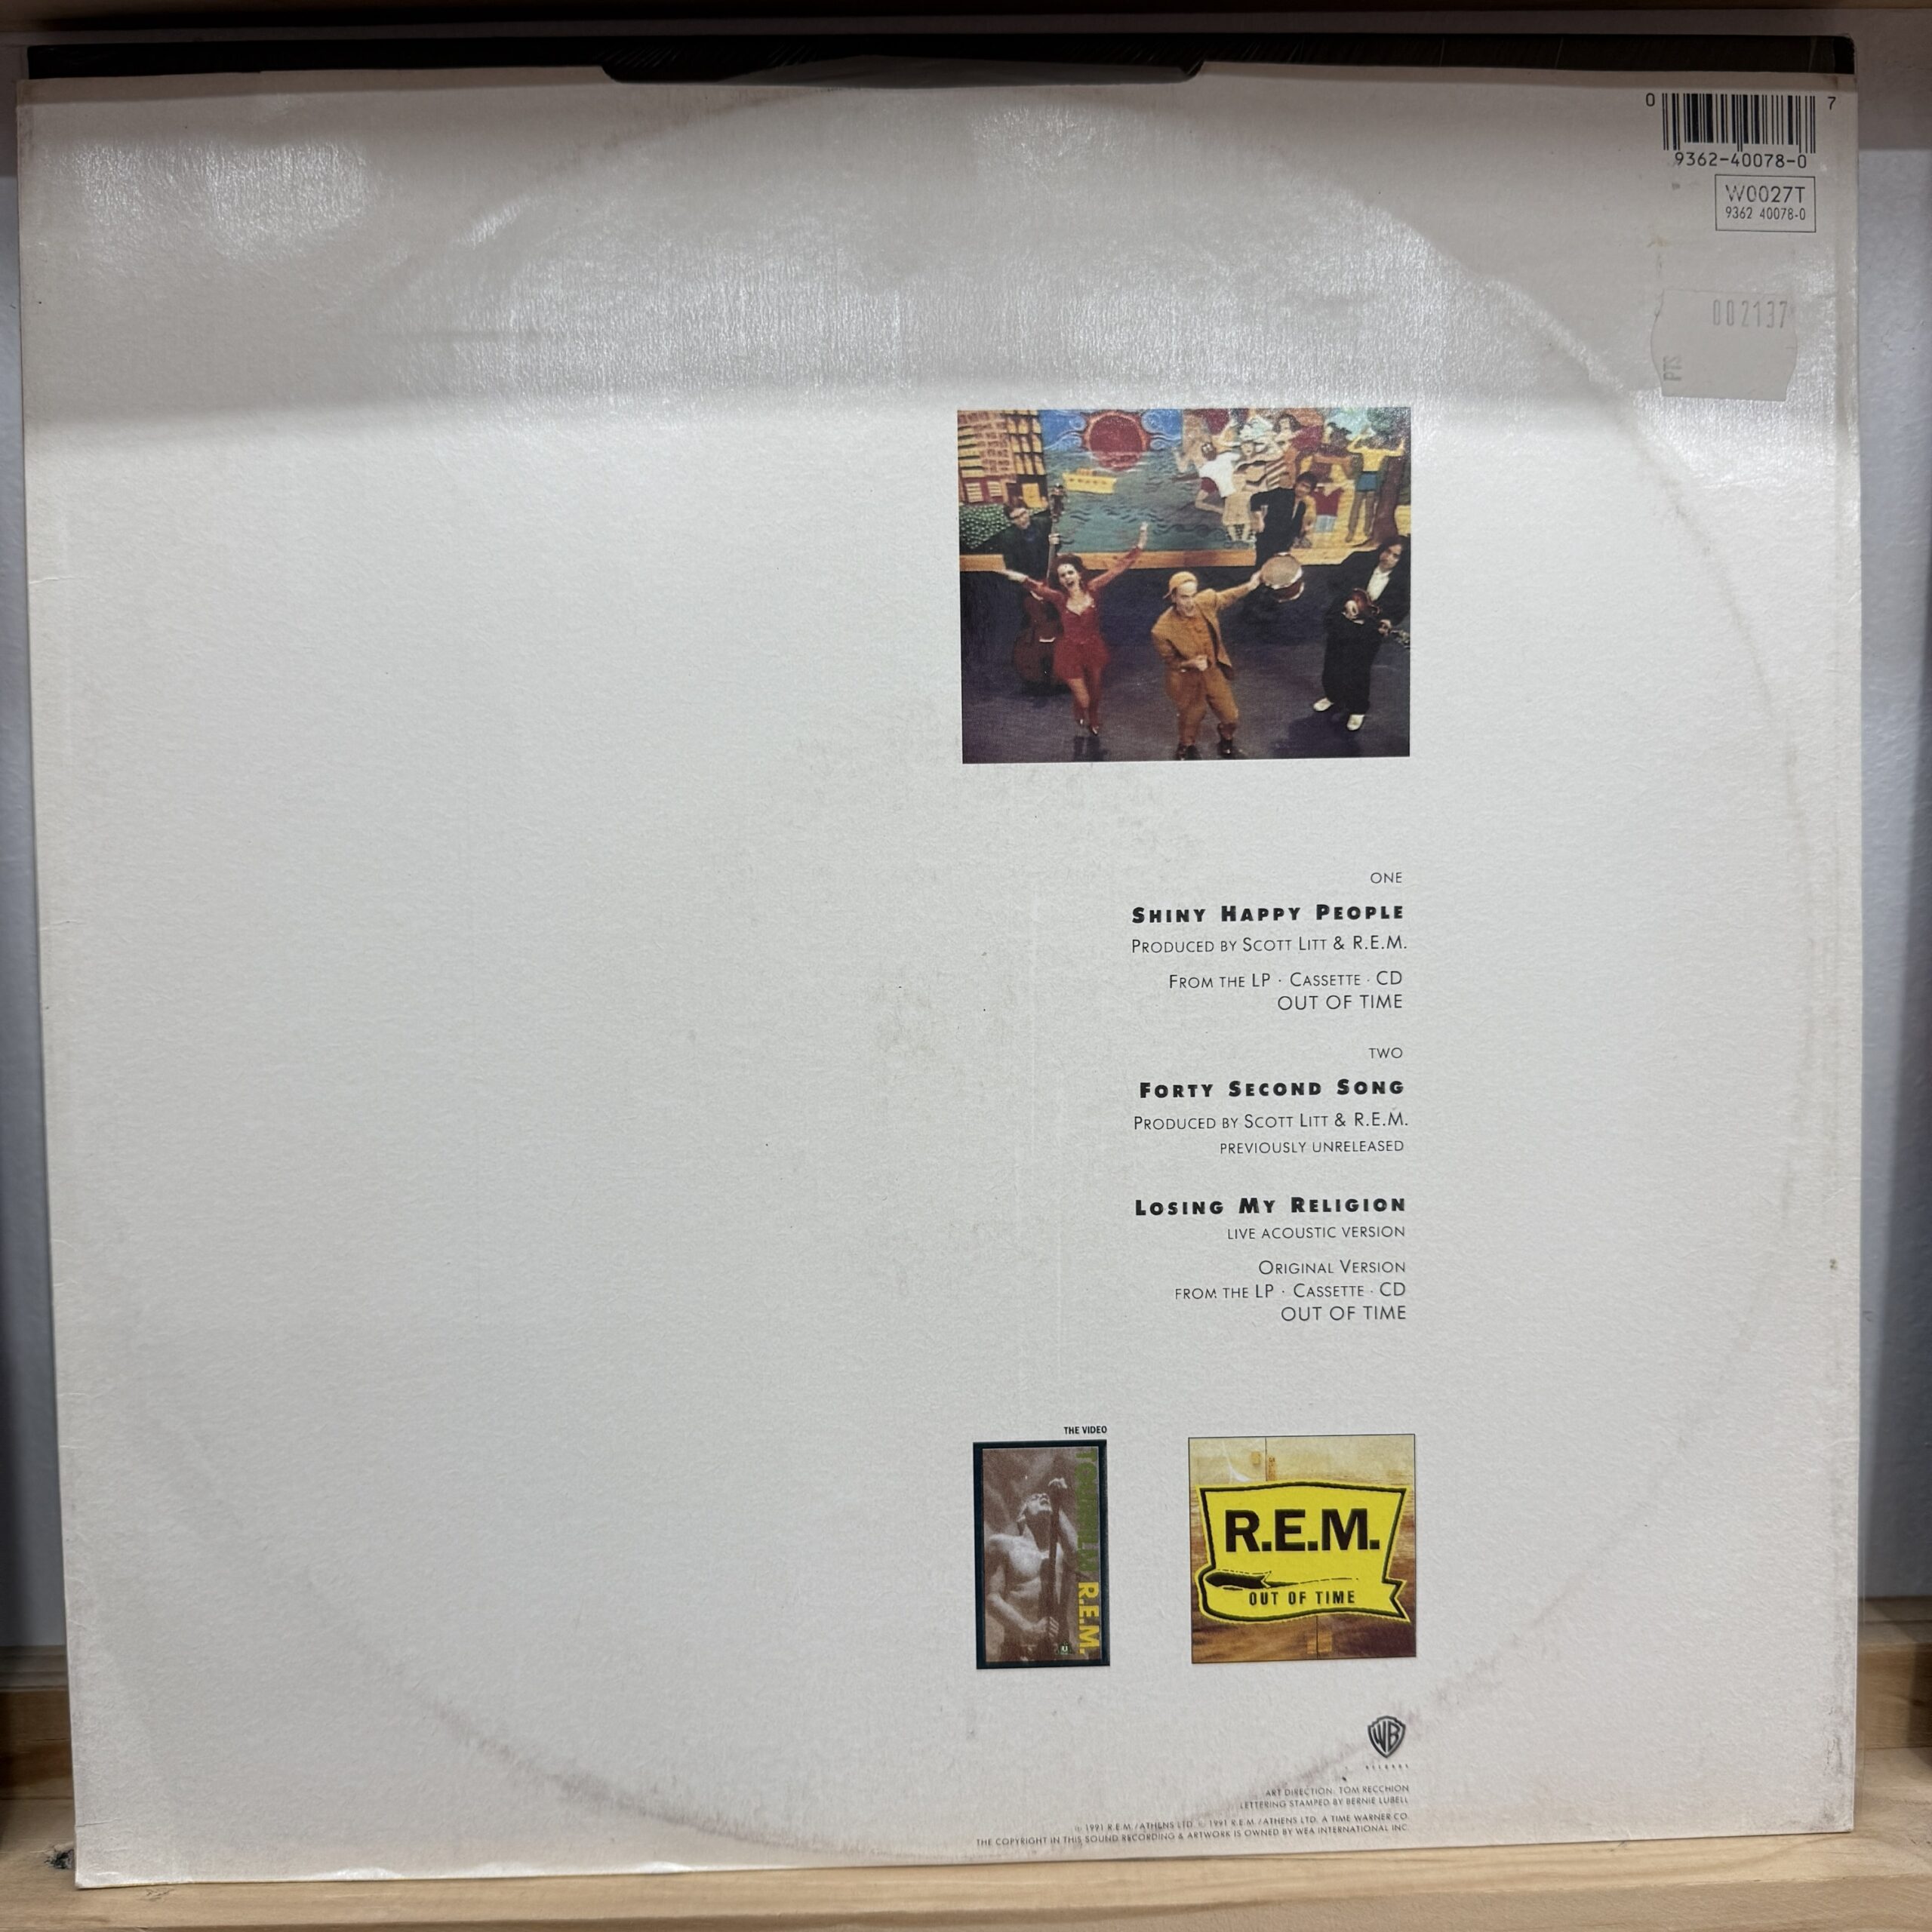 0 7
9362-40078-0
W0027T
9362 40078-0
002137
ONE
SHINY HAPPY PEOPLE
PRODUCED BY SCOTT LITT & R.E.M.
FROM THE LP · CASSETTE · CD
OUT OF TIME
TWO
FORTY SECOND SONG
PRODUCED BY SCOTT LITT & R.E.M.
PREVIOUSLY UNRELEASED
LOSING MY RELIGION
LIVE ACOUSTIC VERSION
ORIGINAL VERSION
FROM THE LP · CASSETTE · CD
OUT OF TIME
THE VIDEO
R.E.M.
R.E.M.
OUT OF TIME
WB
RECORDS
ART DIRECTION: TOM RECCHION
LETTERING STAMPED BY BERNIE LUBELL
℗ 1991 R.E.M./ATHENS LTD. © 1991 R.E.M./ATHENS LTD. A TIME WARNER CO.
THE COPYRIGHT IN THIS SOUND RECORDING & ARTWORK IS OWNED BY WEA INTERNATIONAL INC.